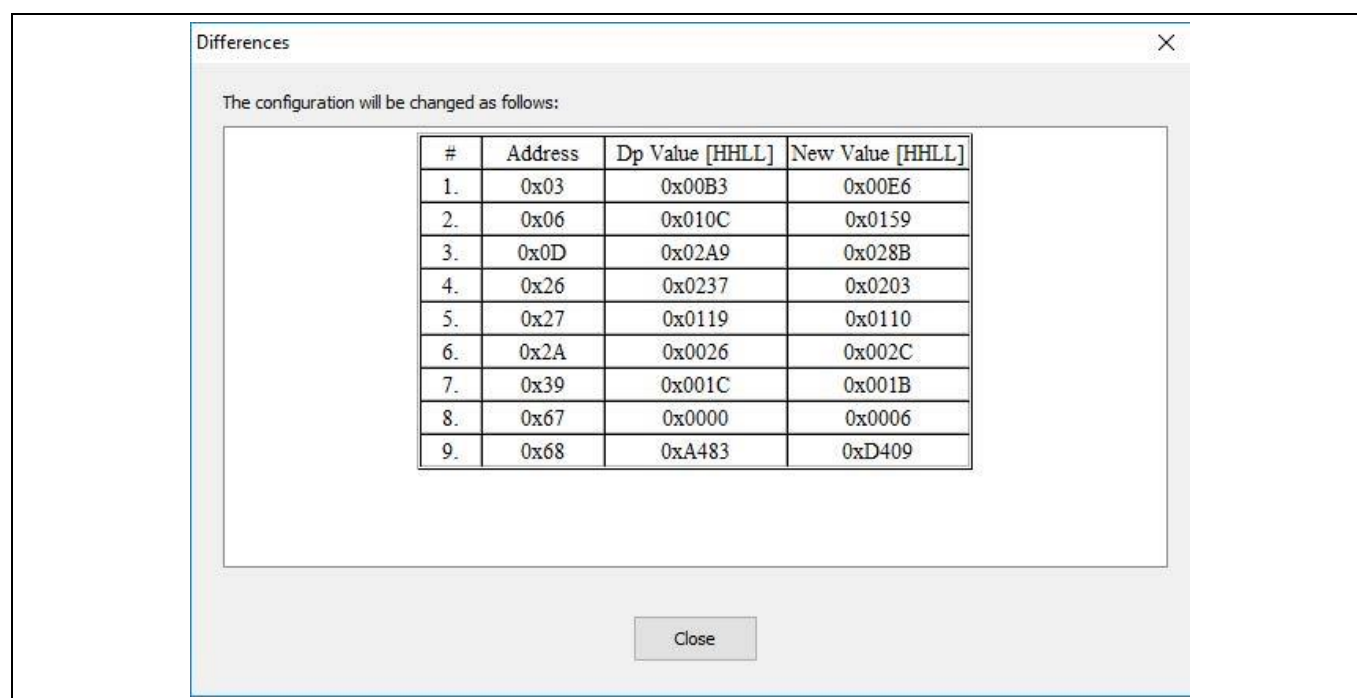 Differences
The configuration will be changed as follows:
# Address Dp Value [HHLL] New Value [HHLL]
1. 0x03 0x00B3 0x00E6
2. 0x06 0x010C 0x0159
3. 0x0D 0x02A9 0x028B
4. 0x26 0x0237 0x0203
5. 0x27 0x0119 0x0110
6. 0x2A 0x0026 0x002C
7. 0x39 0x001C 0x001B
8. 0x67 0x0000 0x0006
9. 0x68 0xA483 0xD409
Close